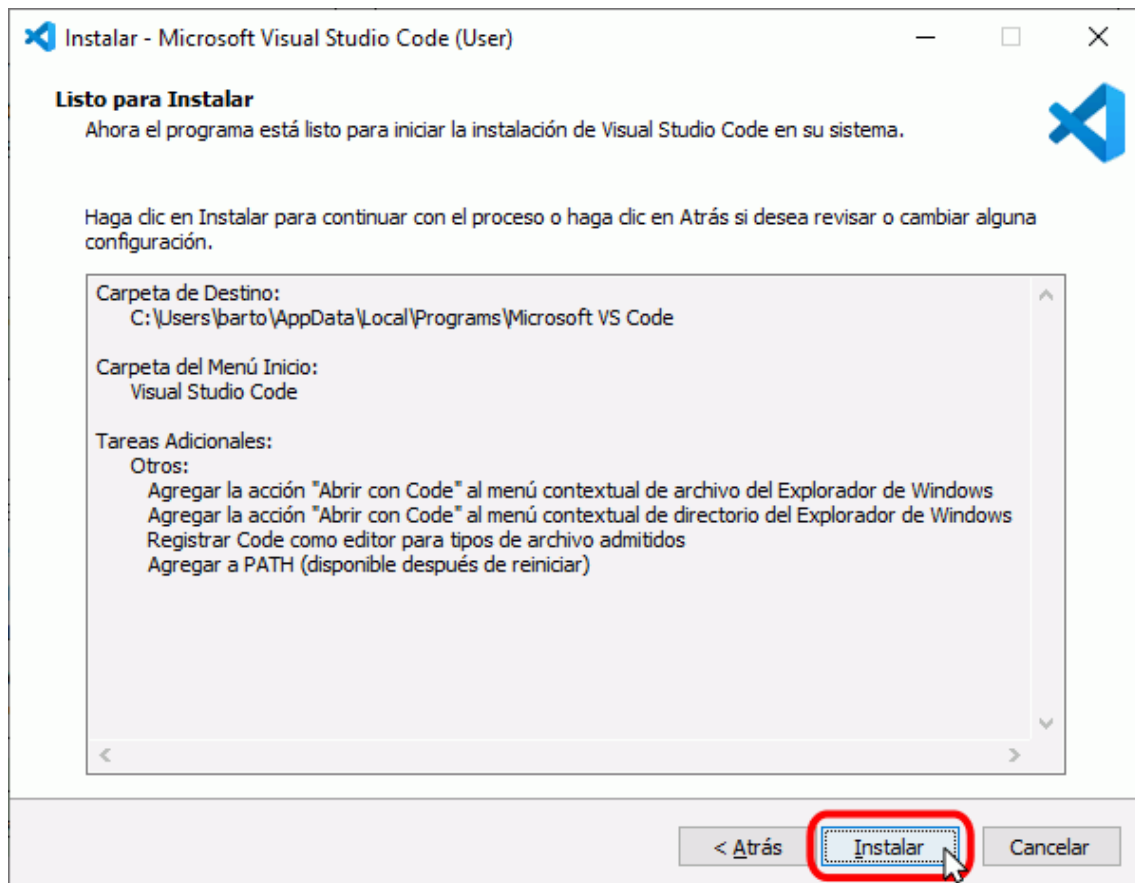 Instalar - Microsoft Visual Studio Code (User)
Listo para Instalar
Ahora el programa está listo para iniciar la instalación de Visual Studio Code en su sistema.
Haga clic en Instalar para continuar con el proceso o haga clic en Atrás si desea revisar o cambiar alguna
configuración.
Carpeta de Destino:
C:\Users\barto\AppData\Local\Programs\Microsoft VS Code
Carpeta del Menú Inicio:
Visual Studio Code
Tareas Adicionales:
Otros:
Agregar la acción "Abrir con Code" al menú contextual de archivo del Explorador de Windows
Agregar la acción "Abrir con Code" al menú contextual de directorio del Explorador de Windows
Registrar Code como editor para tipos de archivo admitidos
Agregar a PATH (disponible después de reiniciar)
< Atrás
Instalar
Cancelar